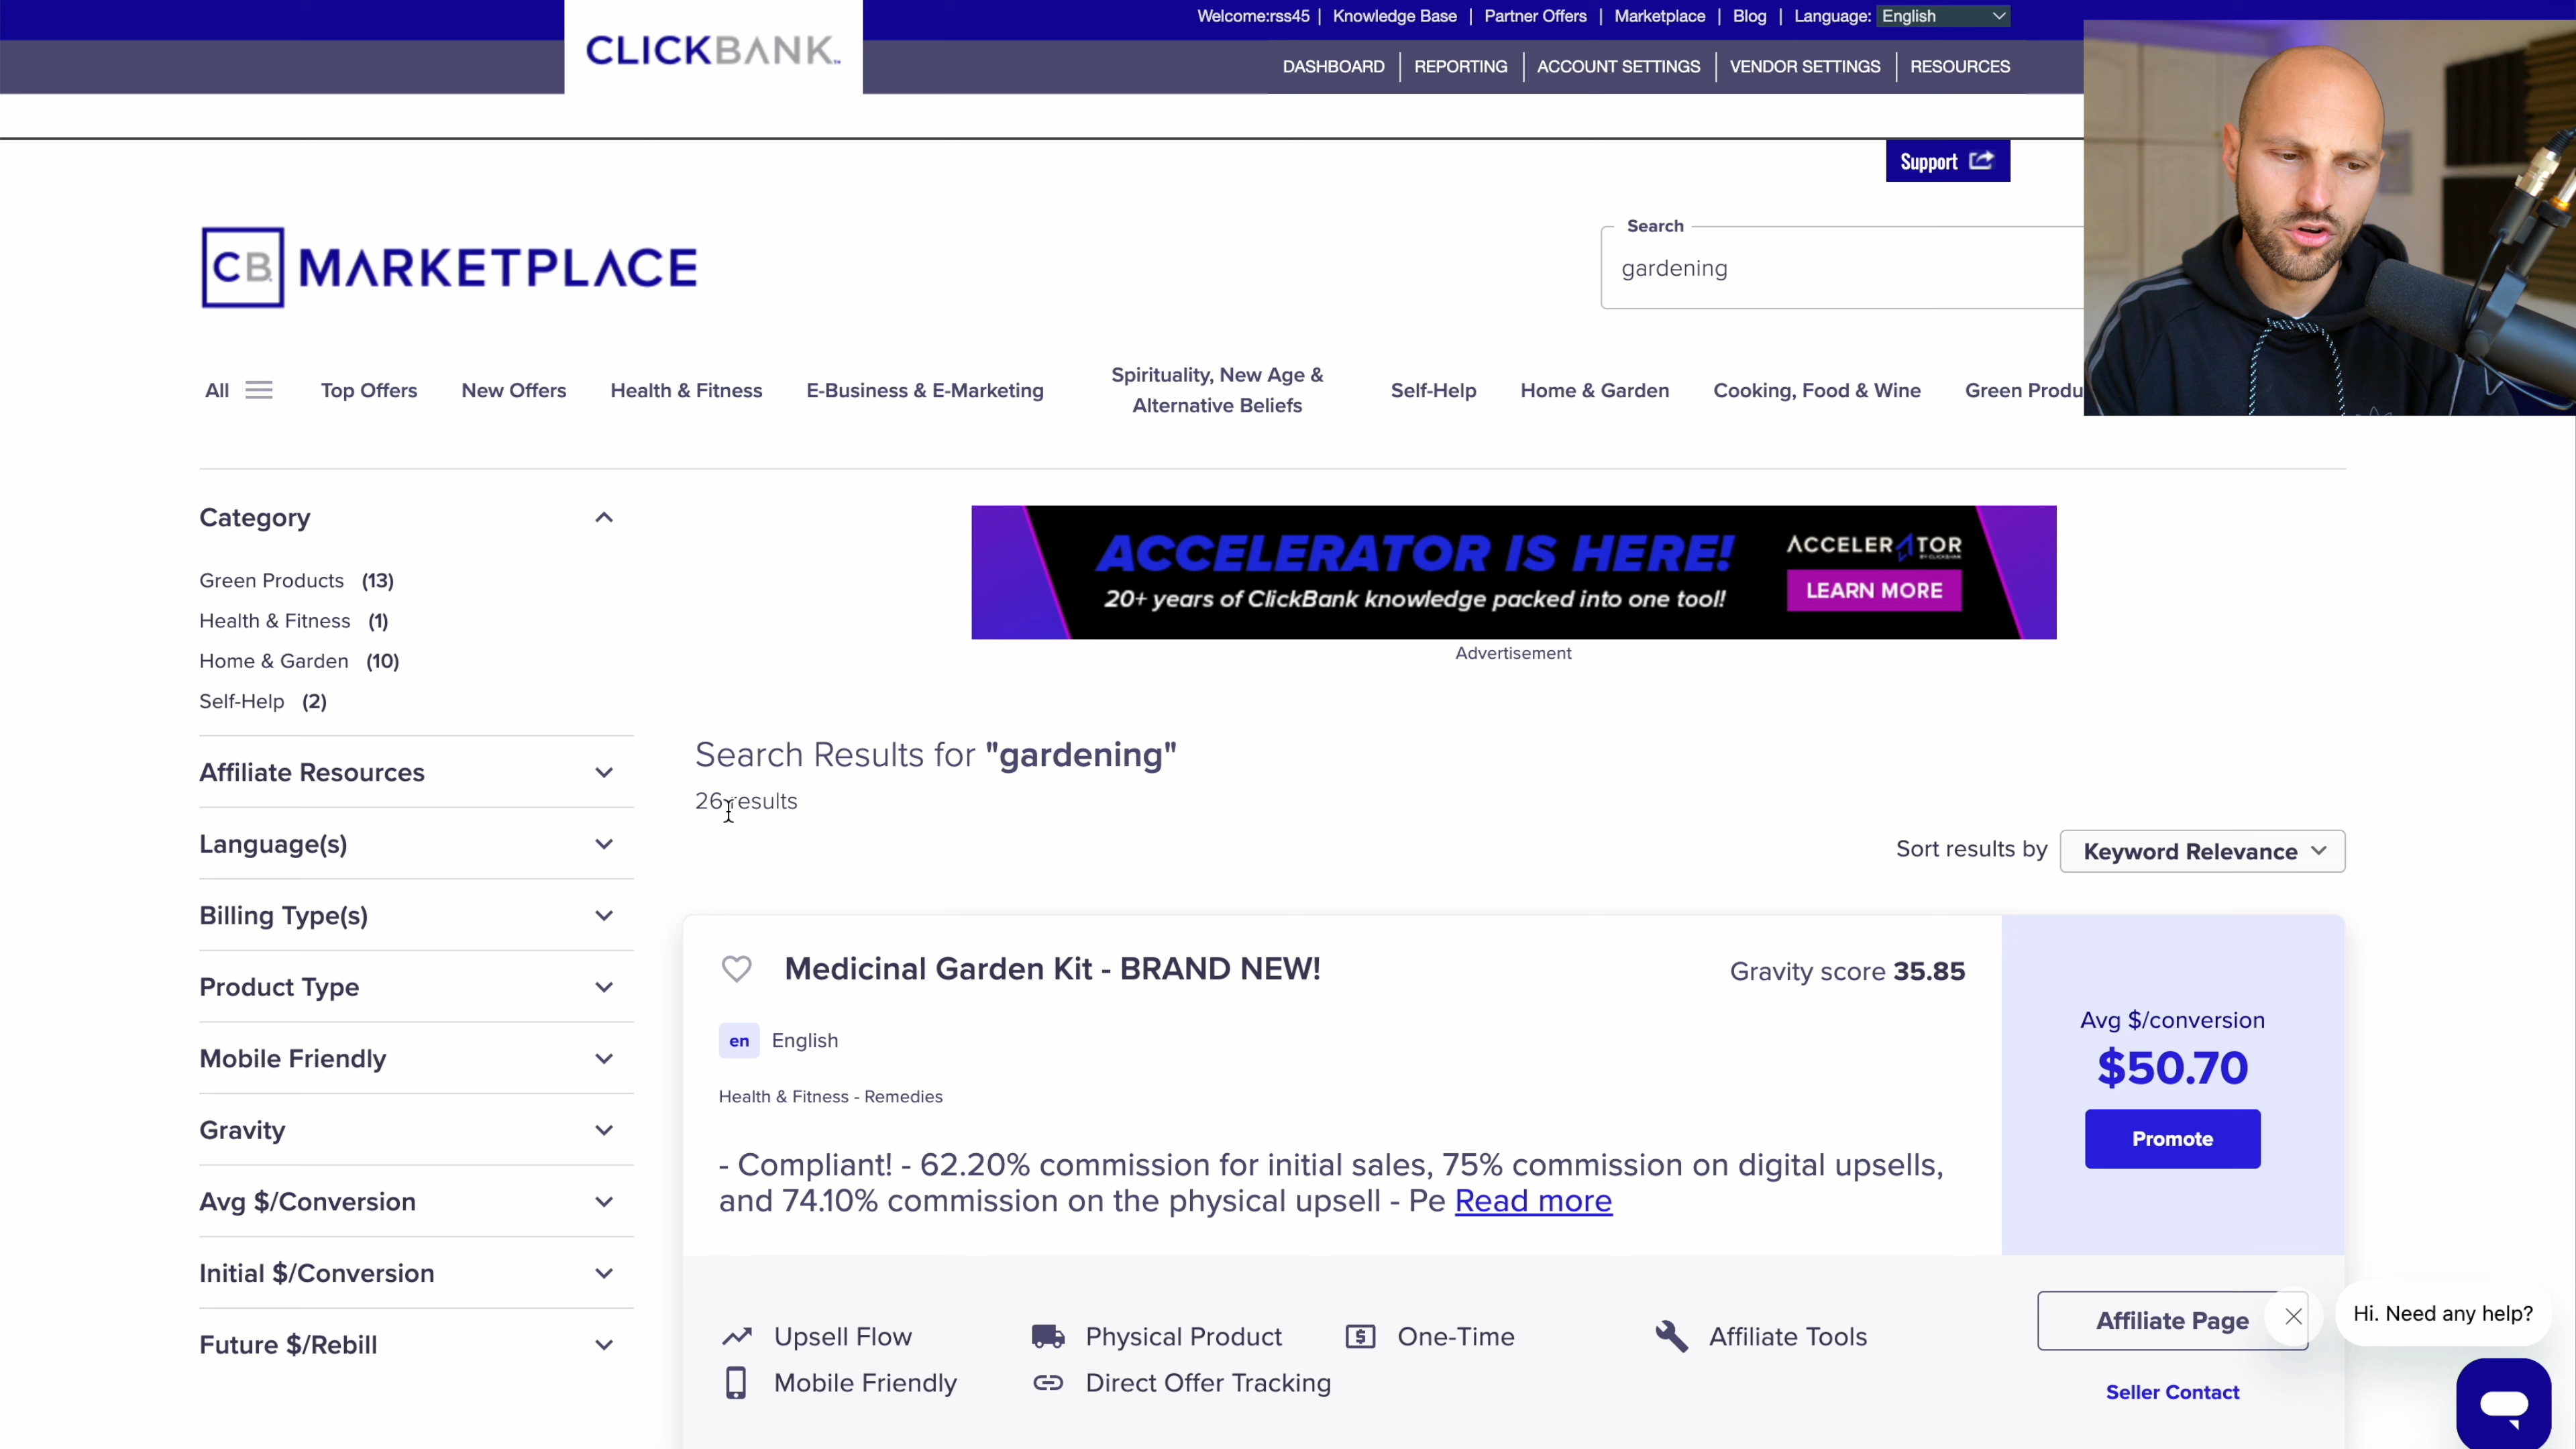 Welcome:rss45 | Knowledge Base | Partner Offers | Marketplace | Blog | Language: English
CLICKBANK
DASHBOARD | REPORTING | ACCOUNT SETTINGS | VENDOR SETTINGS | RESOURCES
Support
CB MARKETPLACE
Search
gardening
All
Top Offers
New Offers
Health & Fitness
E-Business & E-Marketing
Spirituality, New Age &
Alternative Beliefs
Self-Help
Home & Garden
Cooking, Food & Wine
Green Produ
Category
Green Products (13)
Health & Fitness (1)
Home & Garden (10)
Self-Help (2)
Affiliate Resources
Language(s)
Billing Type(s)
Product Type
Mobile Friendly
Gravity
Avg $/Conversion
Initial $/Conversion
Future $/Rebill
ACCELERATOR IS HERE!
20+ years of ClickBank knowledge packed into one tool!
ACCELERATOR
BY CLICKBANK
LEARN MORE
Advertisement
Search Results for "gardening"
26 results
Sort results by Keyword Relevance
Medicinal Garden Kit - BRAND NEW!
Gravity score 35.85
en English
Health & Fitness - Remedies
- Compliant! - 62.20% commission for initial sales, 75% commission on digital upsells,
and 74.10% commission on the physical upsell - Pe Read more
Avg $/conversion
$50.70
Promote
Upsell Flow
Physical Product
One-Time
Affiliate Tools
Mobile Friendly
Direct Offer Tracking
Affiliate Page
Seller Contact
Hi. Need any help?